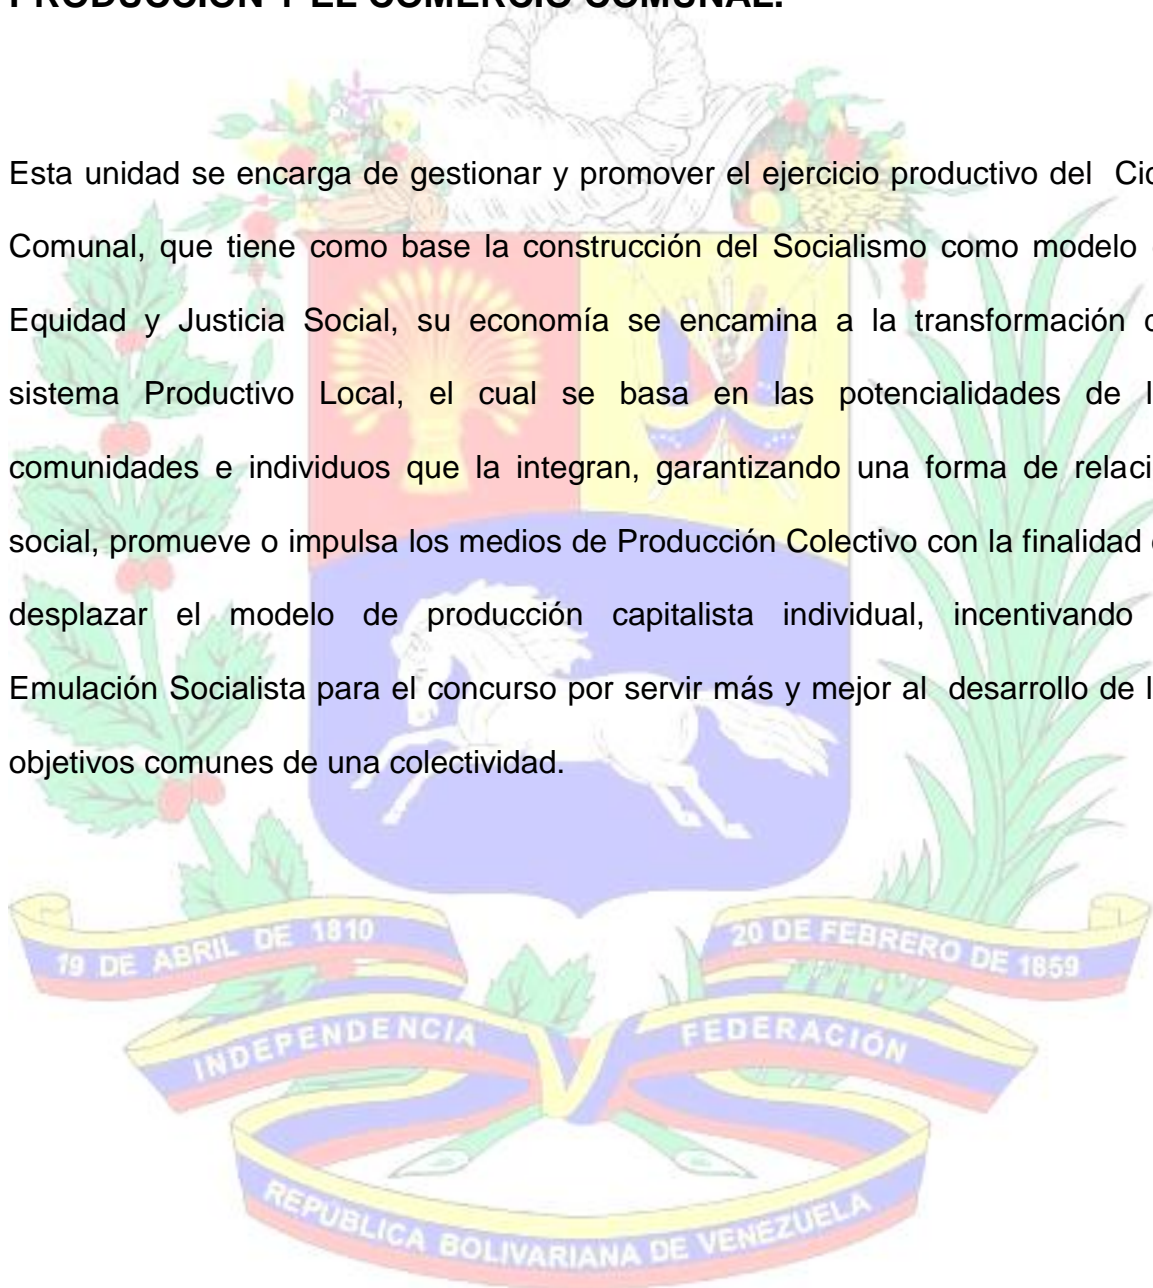 PRODUCCIÓN Y EL COMERCIO COMUNAL.
Esta unidad se encarga de gestionar y promover el ejercicio productivo del
Comunal, que tiene como base la construcción del Socialismo como modelo
Equidad y Justicia Social, su economía se encamina a la transformación
sistema Productivo Local, el cual se basa en las potencialidades de
comunidades e individuos que la integran, garantizando una forma de
social, promueve o impulsa los medios de Producción Colectivo con la finalidad
desplazar el modelo de producción capitalista individual, incentivando
Emulación Socialista para el concurso por servir más y mejor al desarrollo de
objetivos comunes de una colectividad.
19 DE ABRIL DE 1810
20 DE FEBRERO DE 1859
INDEPENDENCIA
FEDERACIÓN
REPÚBLICA BOLIVARIANA DE VENEZUELA